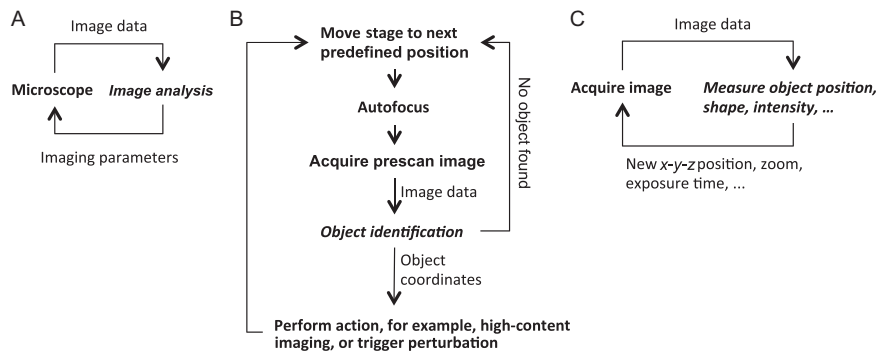 A
Image data
Microscope Image analysis
Imaging parameters
B
Move stage to next
predefined position
Autofocus
Acquire prescan image
Image data
Object identification
No object found
Object
coordinates
Perform action, for example, high-content
imaging, or trigger perturbation
C
Image data
Acquire image
Measure object position,
shape, intensity, ...
New x-y-z position, zoom,
exposure time, ...